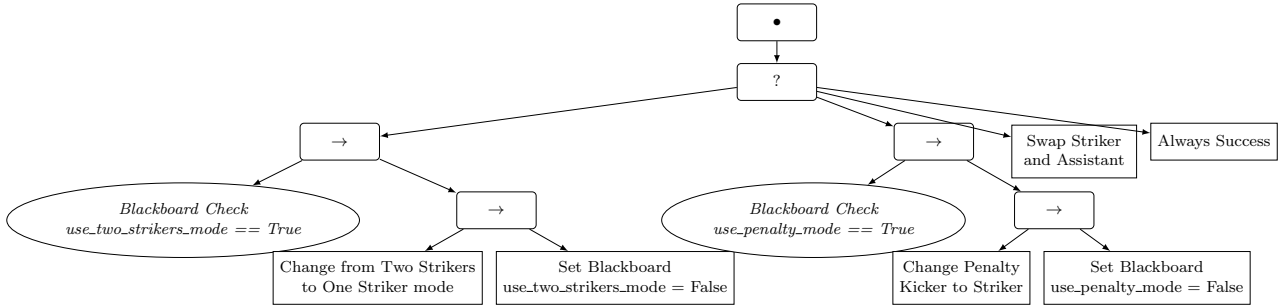 •
?
→
→
Swap Striker
and Assistant
Always Success
Blackboard Check
use_two_strikers_mode == True
→
Blackboard Check
use_penalty_mode == True
→
Change from Two Strikers
to One Striker mode
Set Blackboard
use_two_strikers_mode = False
Change Penalty
Kicker to Striker
Set Blackboard
use_penalty_mode = False